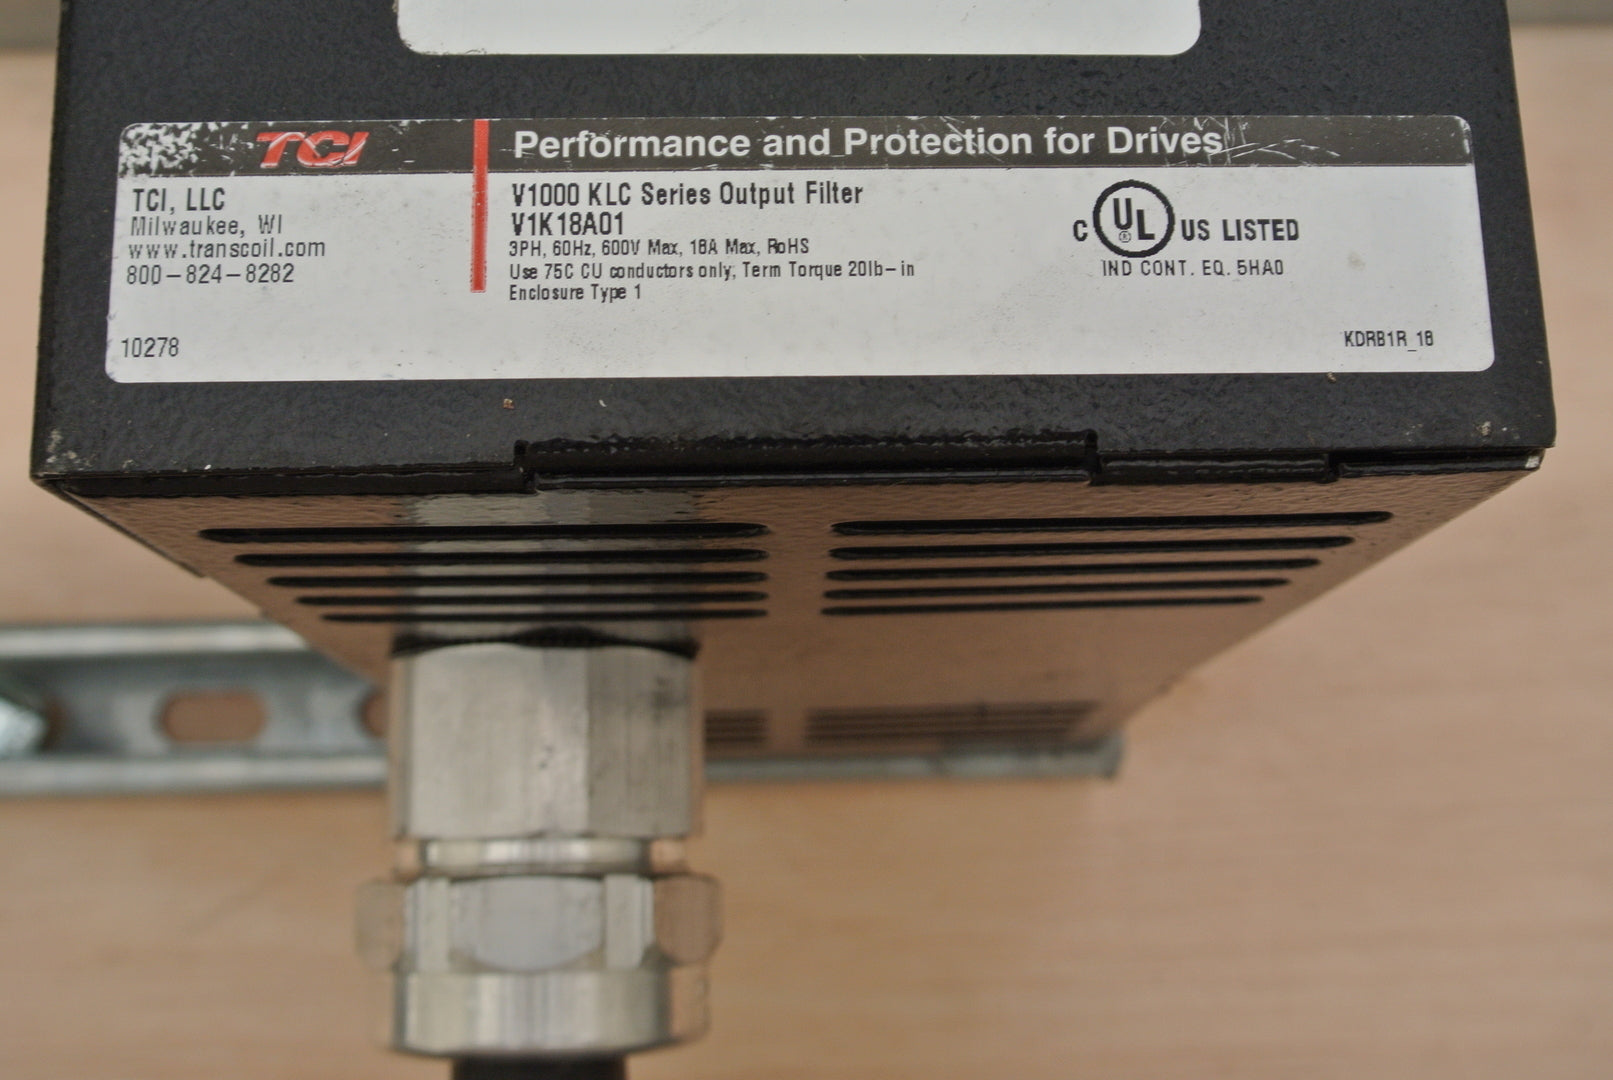 TCI
Performance and Protection for Drives
TCI, LLC
Milwaukee, WI
www.transcoil.com
800-824-8282
10278
V1000 KLC Series Output Filter
V1K18A01
3PH, 60Hz, 600V Max, 18A Max, RoHS
Use 75C CU conductors only, Term Torque 20lb-in
Enclosure Type 1
C UL ® US LISTED
IND CONT. EQ. 5HA0
KDRB1R_18